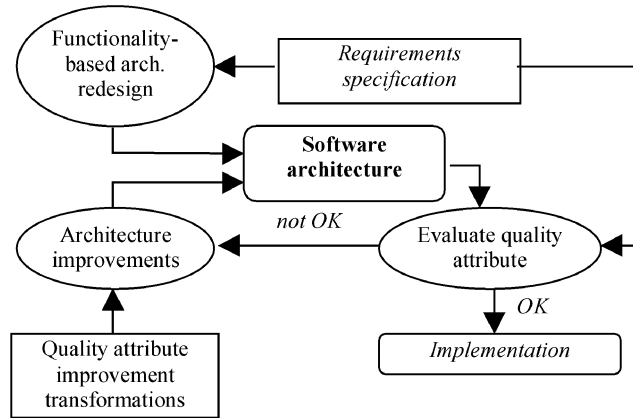 Functionality-
based arch.
redesign
Requirements
specification
Software
architecture
not OK
Architecture
improvements
Evaluate quality
attribute
OK
Quality attribute
improvement
transformations
Implementation